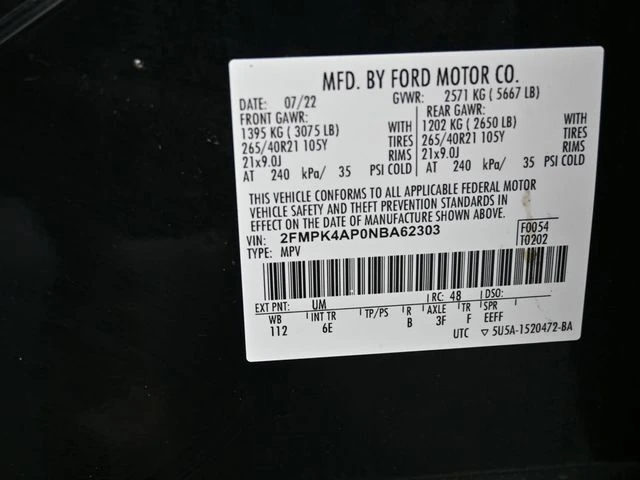 MFD. BY FORD MOTOR CO.
DATE: 07/22 GVWR: 2571 KG ( 5667 LB)
FRONT GAWR: REAR GAWR:
1395 KG ( 3075 LB) WITH 1202 KG ( 2650 LB) WITH
265/40R21 105Y TIRES 265/40R21 105Y TIRES
21x9.0J RIMS 21x9.0J RIMS
AT 240 kPa/ 35 PSI COLD AT 240 kPa/ 35 PSI COLD
THIS VEHICLE CONFORMS TO ALL APPLICABLE FEDERAL MOTOR
VEHICLE SAFETY AND THEFT PREVENTION STANDARDS IN
EFFECT ON THE DATE OF MANUFACTURE SHOWN ABOVE.
VIN: 2FMPK4AP0NBA62303 F0054
TYPE: MPV T0202
EXT PNT: UM RC: 48 DSO:
WB INT TR TP/PS R AXLE TR SPR
112 6E B 3F F EEFF
UTC ▽ 5U5A-1520472-BA